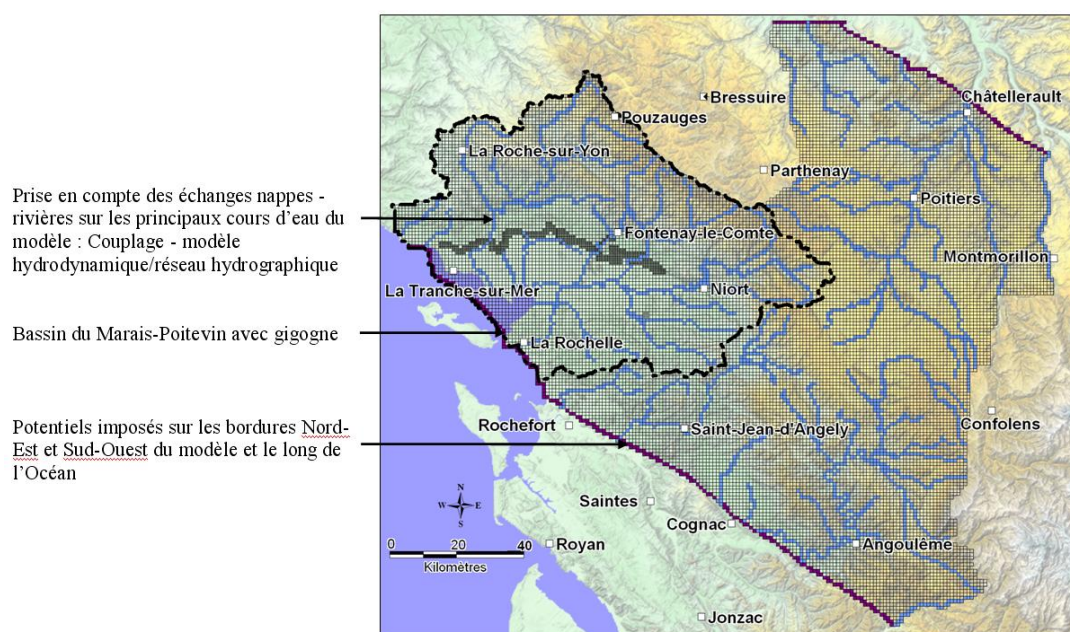 Prise en compte des échanges nappes -
rivières sur les principaux cours d'eau du
modèle : Couplage - modèle
hydrodynamique/réseau hydrographique
Bassin du Marais-Poitevin avec gigogne
Potentiels imposés sur les bordures Nord-
Est et Sud-Ouest du modèle et le long de
l'Océan
Bressuire
Châtellerault
Pouzauges
La Roche-sur-Yon
Parthenay
Poitiers
Fontenay-le-Comte
Montmorillon
La Tranche-sur-Mer
Niort
La Rochelle
Confolens
Rochefort
Saint-Jean-d'Angely
Saintes
Cognac
Angoulême
Royan
Jonzac
N
W E
S
0 20 40
Kilomètres